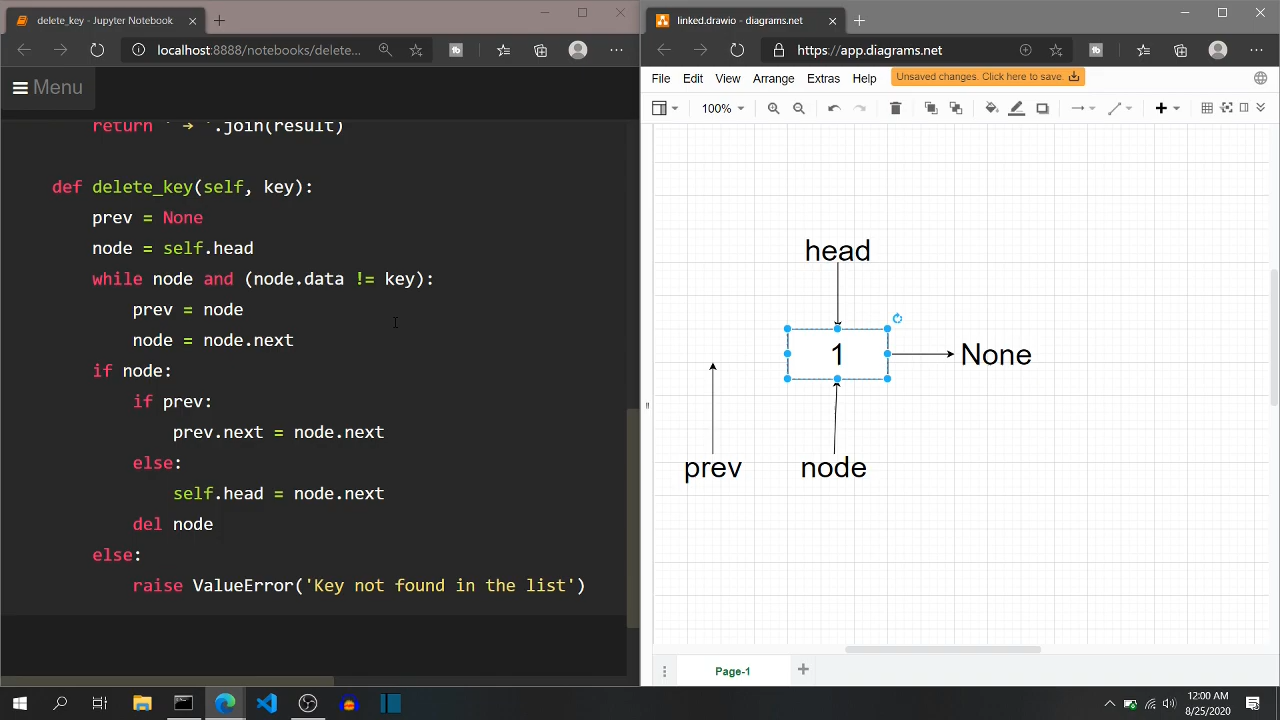 delete_key - Jupyter Notebook
localhost:8888/notebooks/delete...
Menu
return ' → '.join(result)
def delete_key(self, key):
prev = None
node = self.head
while node and (node.data != key):
prev = node
node = node.next
if node:
if prev:
prev.next = node.next
else:
self.head = node.next
del node
else:
raise ValueError('Key not found in the list')
linked.drawio - diagrams.net
https://app.diagrams.net
File Edit View Arrange Extras Help Unsaved changes. Click here to save.
100%
head
1
None
prev
node
Page-1
12:00 AM
8/25/2020